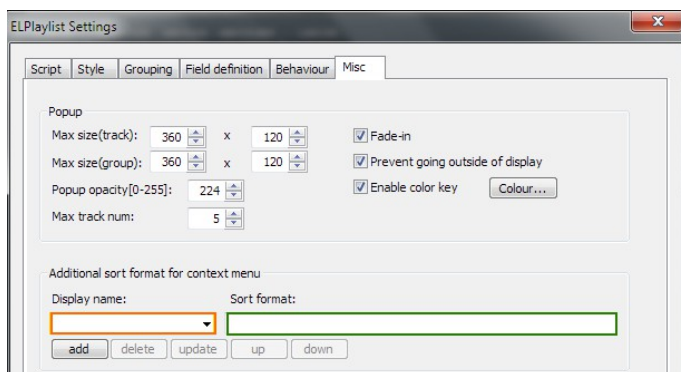 ELPlaylist Settings
Script Style Grouping Field definition Behaviour Misc
Popup
Max size(track): 360 x 120 Fade-in
Max size(group): 360 x 120 Prevent going outside of display
Popup opacity[0-255]: 224 Enable color key Colour...
Max track num: 5
Additional sort format for context menu
Display name: Sort format:
add delete update up down